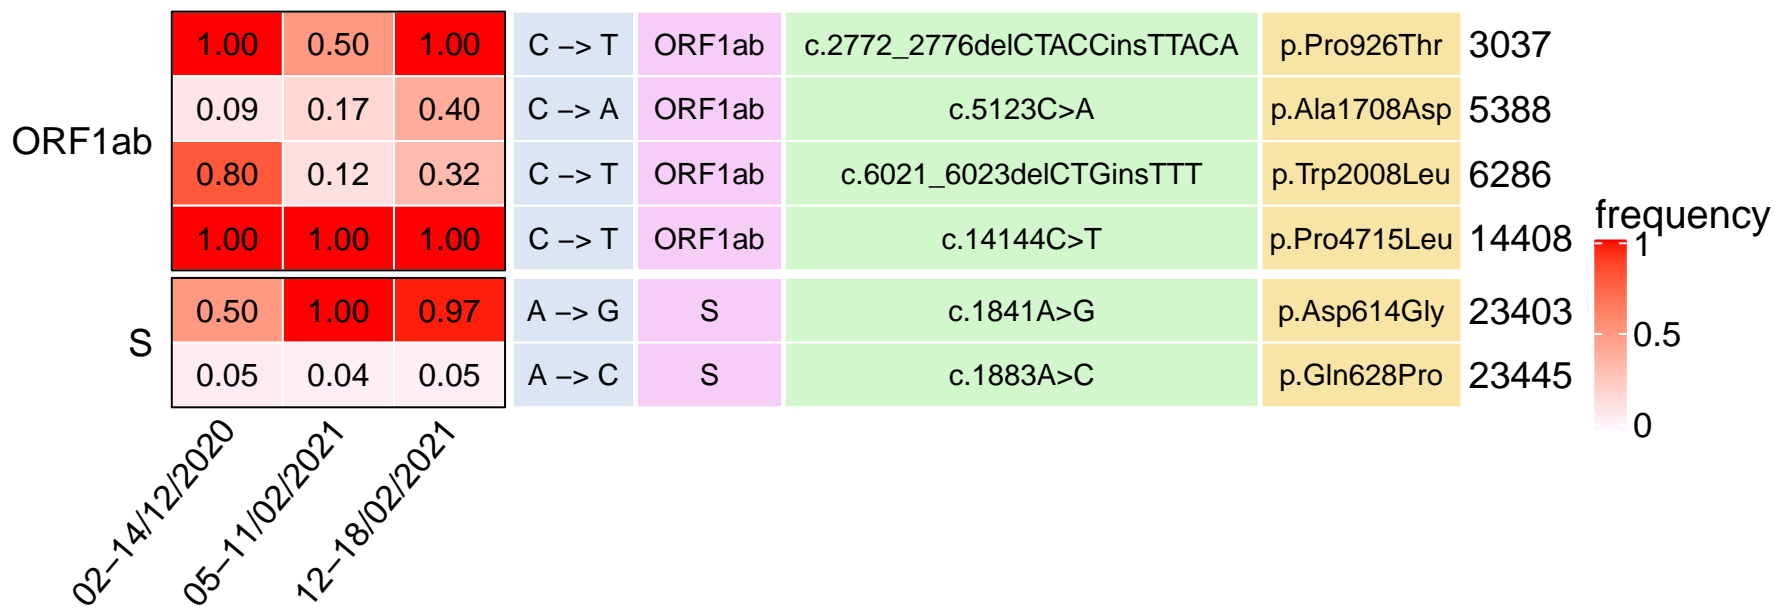 1.00 0.50 1.00 C −> T ORF1ab c.2772_2776delCTACCinsTTACA p.Pro926Thr 3037
0.09 0.17 0.40 C −> A ORF1ab c.5123C>A p.Ala1708Asp 5388
ORF1ab
0.80 0.12 0.32 C −> T ORF1ab c.6021_6023delCTGinsTTT p.Trp2008Leu 6286
1.00 1.00 1.00 C −> T ORF1ab c.14144C>T p.Pro4715Leu 14408
0.50 1.00 0.97 A −> G S c.1841A>G p.Asp614Gly 23403
S
0.05 0.04 0.05 A −> C S c.1883A>C p.Gln628Pro 23445
02−14/12/2020
05−11/02/2021
12−18/02/2021
frequency
1
0.5
0